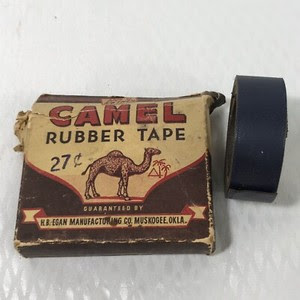 CAMEL
RUBBER TAPE
27¢
GUARANTEED BY
H.B. EGAN MANUFACTURING CO. MUSKOGEE, OKLA.